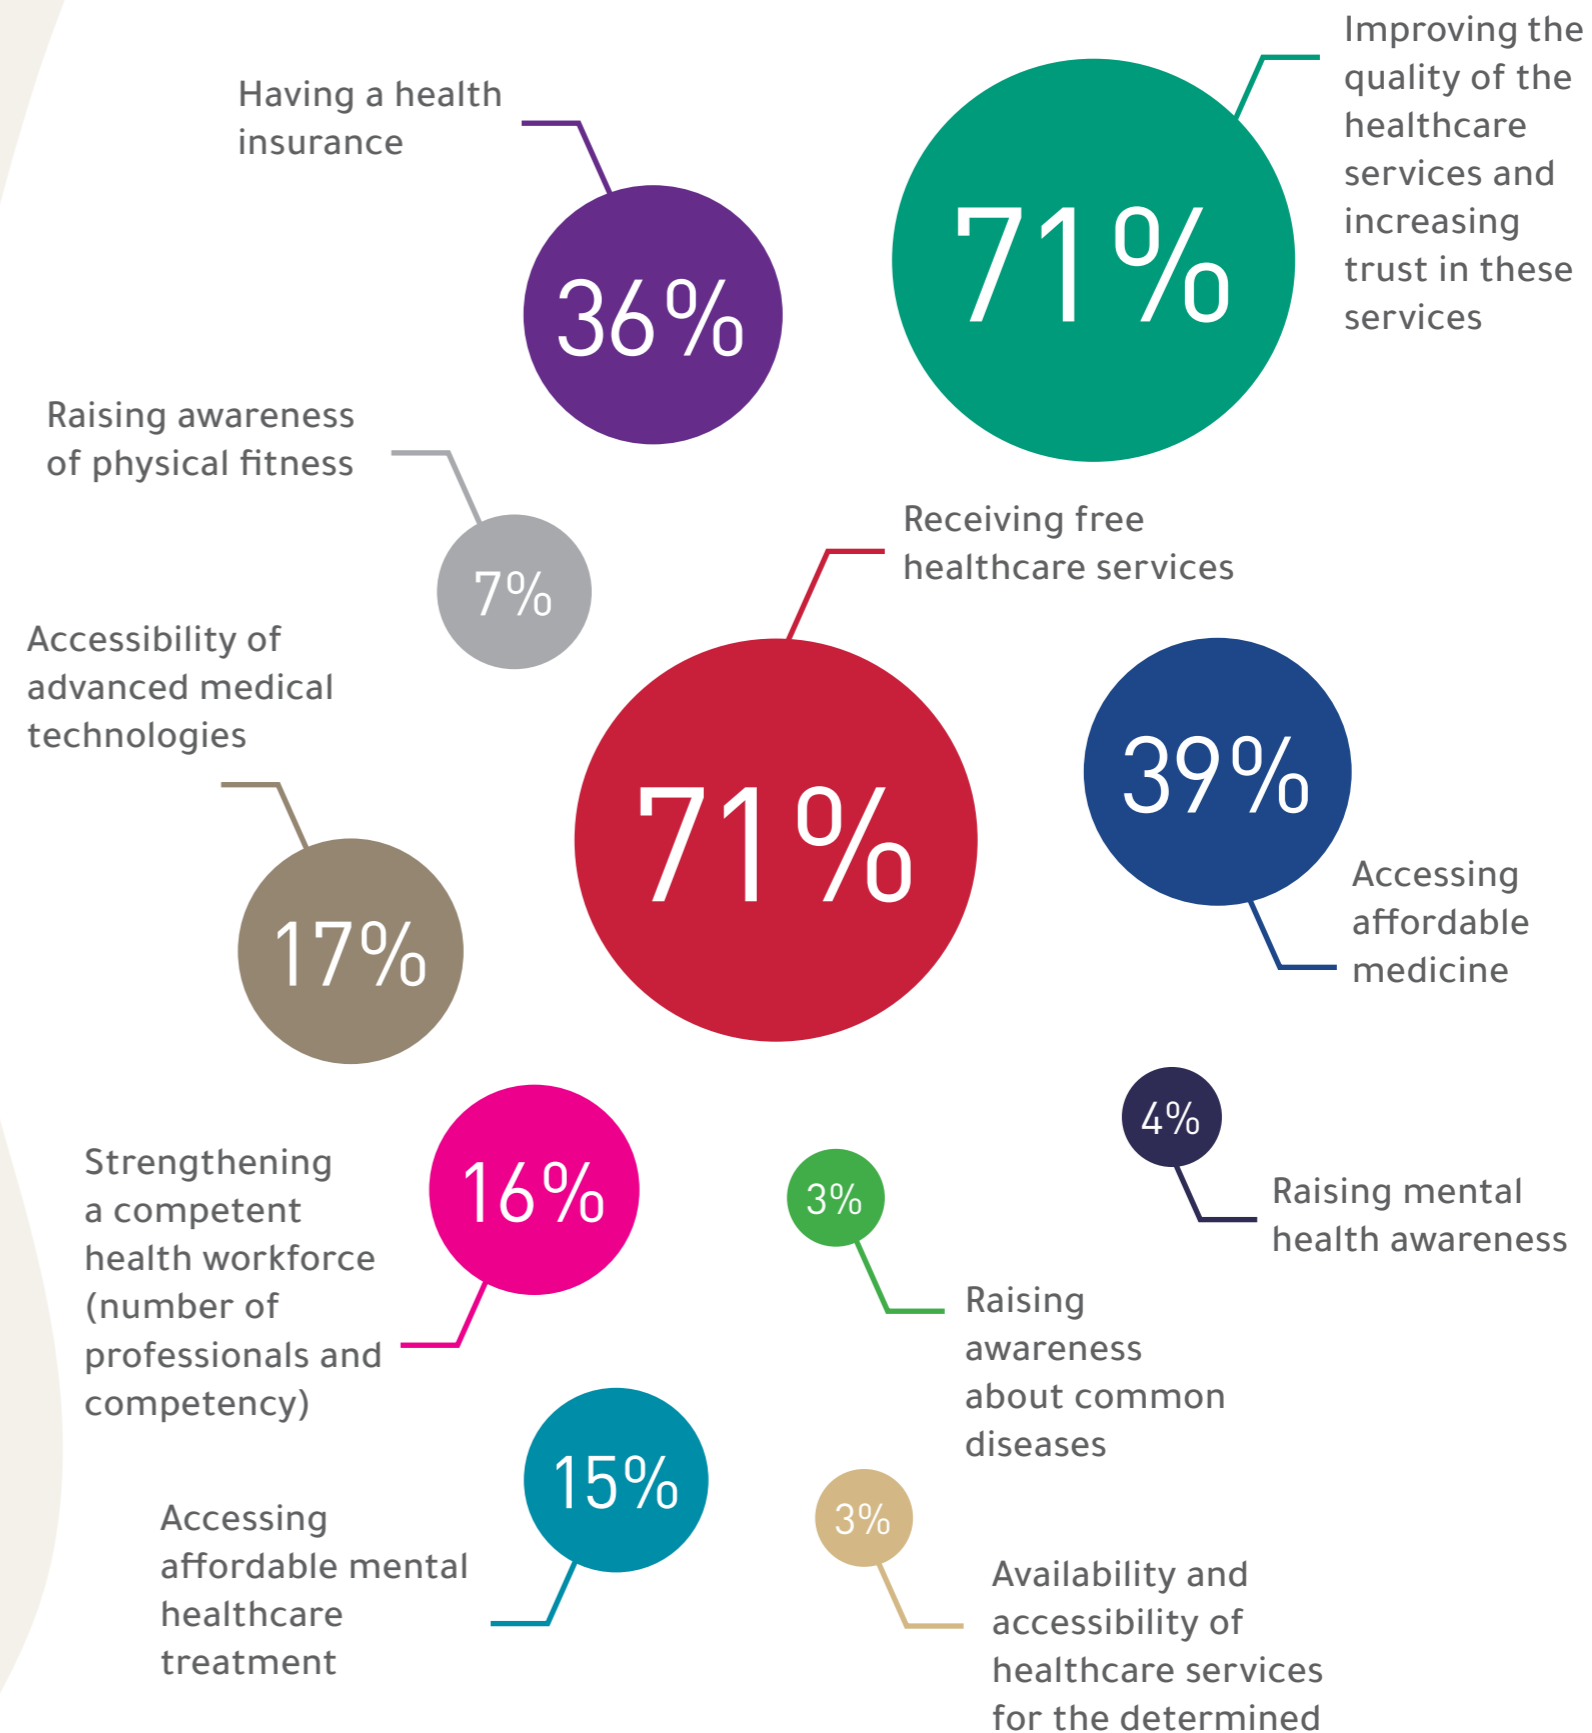 Improving the
quality of the
healthcare
services and
increasing
trust in these
services
71%
Having a health
insurance
36%
Raising awareness
of physical fitness
7%
Receiving free
healthcare services
71%
Accessibility of
advanced medical
technologies
17%
39%
Accessing
affordable
medicine
4%
Raising mental
health awareness
Strengthening
a competent
health workforce
(number of
professionals and
competency)
16%
3%
Raising
awareness
about common
diseases
15%
Accessing
affordable mental
healthcare
treatment
3%
Availability and
accessibility of
healthcare services
for the determined